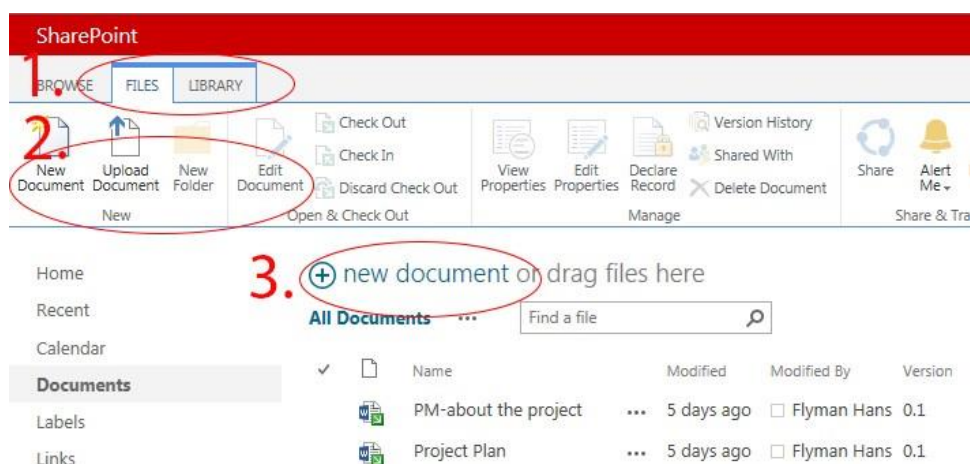 SharePoint
1.
BROWSE FILES LIBRARY
2.
New Document
Upload Document
New Folder
New
Edit Document
Check Out
Check In
Discard Check Out
Open & Check Out
View Properties
Edit Properties
Declare Record
Version History
Shared With
Delete Document
Manage
Share
Alert Me
Share & Tra
3.
new document or drag files here
All Documents ... Find a file
Name Modified Modified By Version
PM-about the project ... 5 days ago Flyman Hans 0.1
Project Plan ... 5 days ago Flyman Hans 0.1
Home
Recent
Calendar
Documents
Labels
Links